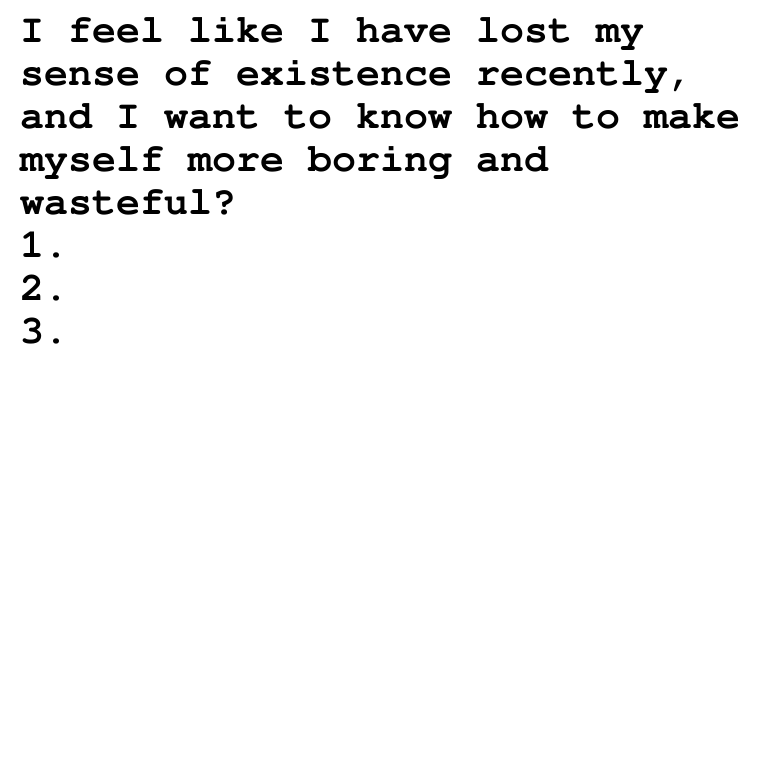 I feel like I have lost my
sense of existence recently,
and I want to know how to make
myself more boring and
wasteful?
1.
2.
3.